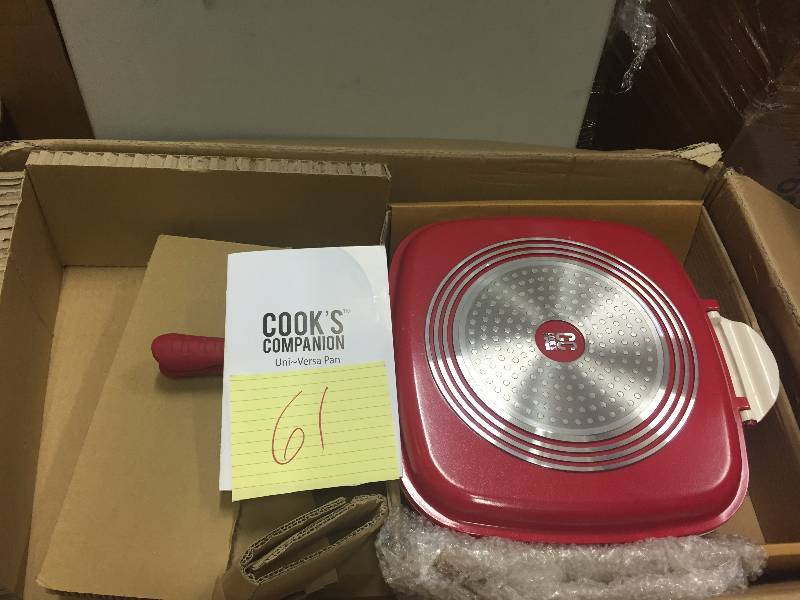 COOK'S™
COMPANION
Uni~Versa Pan
61